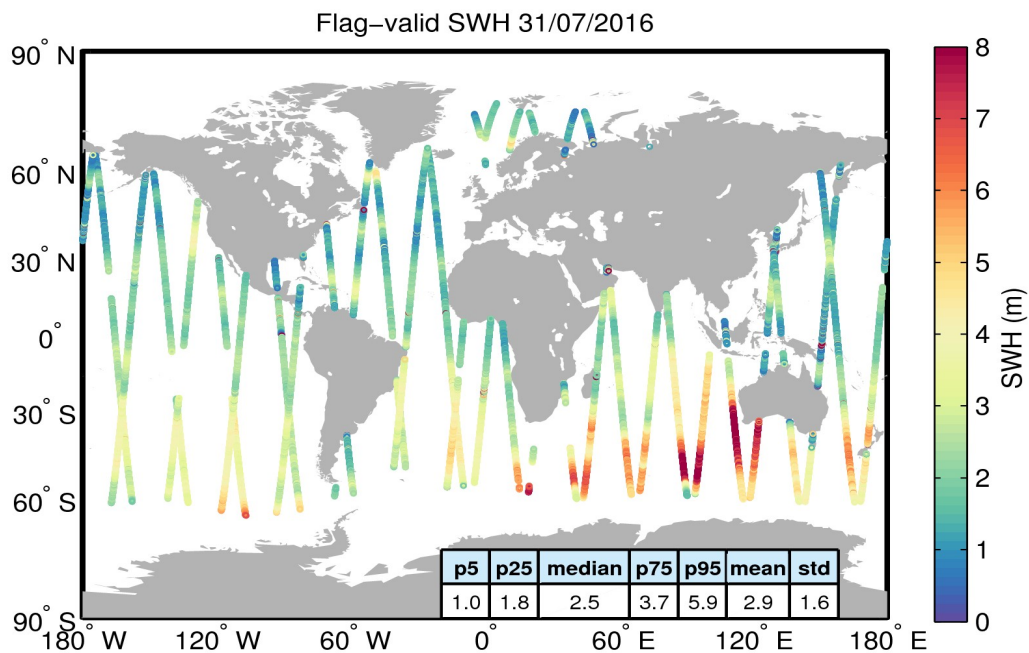 Flag−valid SWH 31/07/2016
90° N
60° N
30° N
0°
30° S
60° S
90° S
180° W
120° W
60° W
0°
60° E
120° E
180° E
p5 p25 median p75 p95 mean std
1.0 1.8 2.5 3.7 5.9 2.9 1.6
8
7
6
5
4
3
2
1
0
SWH (m)